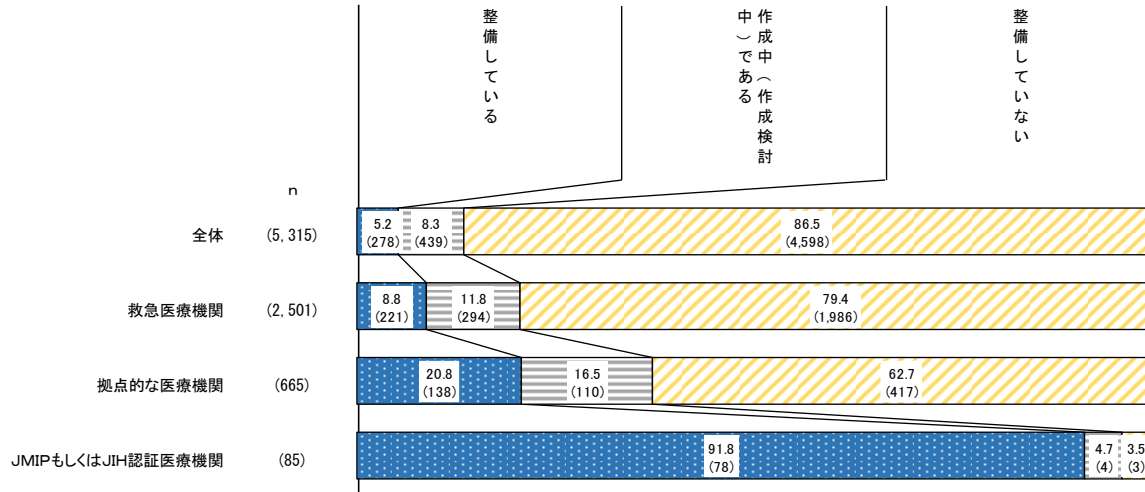 整備している
作成中(作成検討
中)である
整備していない
n
全体 (5,315) 5.2 8.3 86.5
(278) (439) (4,598)
救急医療機関 (2,501) 8.8 11.8 79.4
(221) (294) (1,986)
拠点的な医療機関 (665) 20.8 16.5 62.7
(138) (110) (417)
JMIPもしくはJIH認証医療機関 (85) 91.8 4.7 3.5
(78) (4) (3)